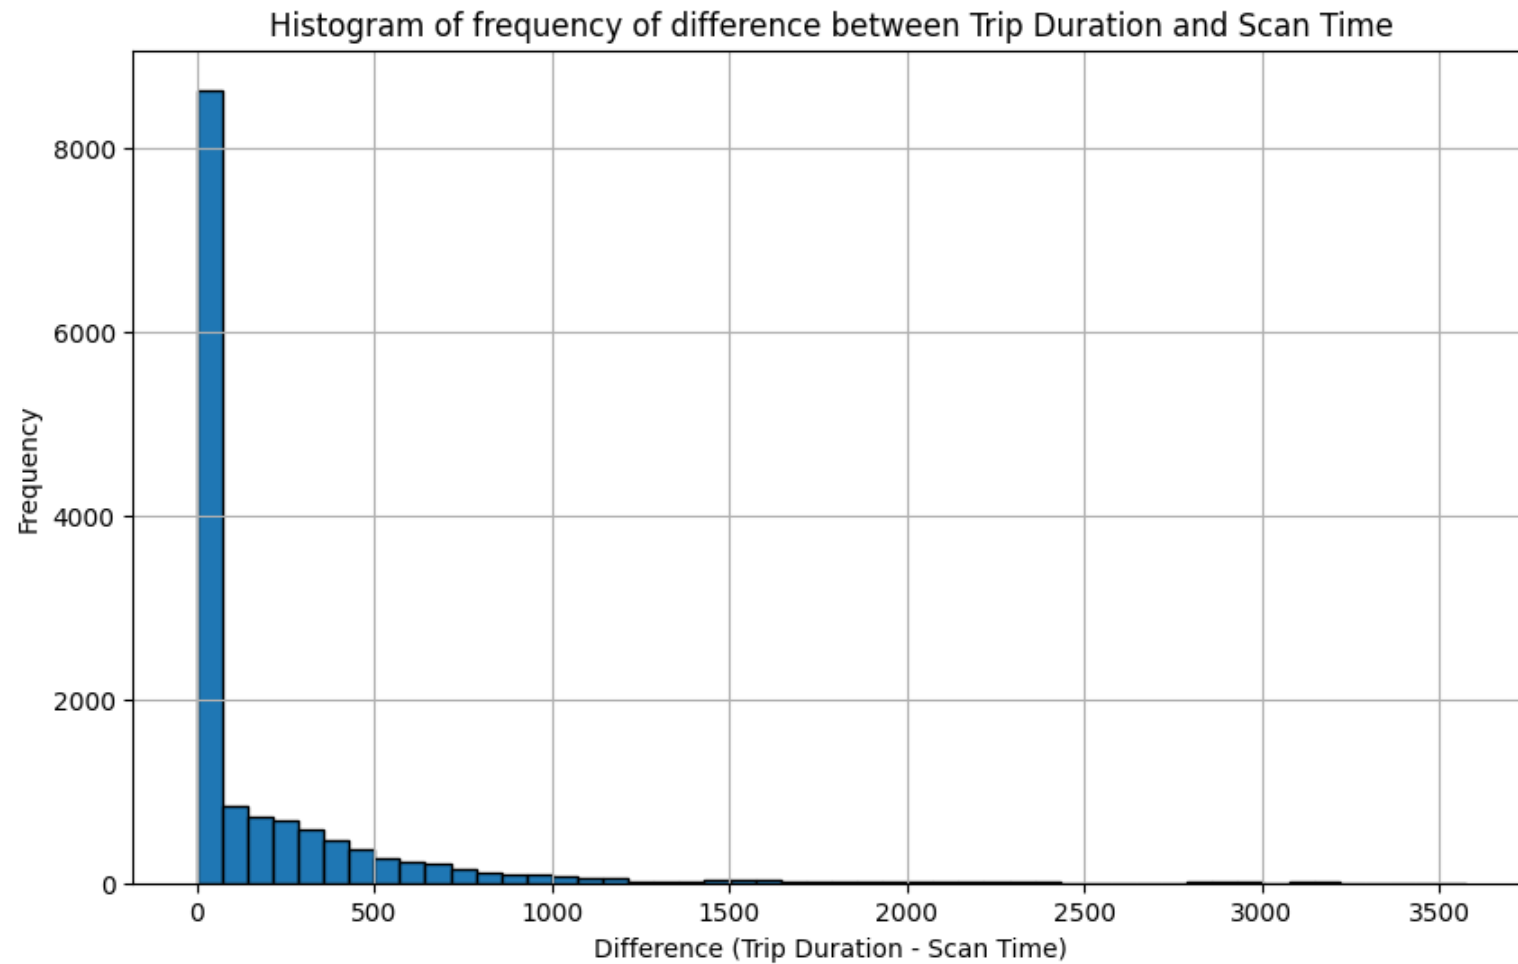 Histogram of frequency of difference between Trip Duration and Scan Time
8000
6000
4000
2000
0
Frequency
0 500 1000 1500 2000 2500 3000 3500
Difference (Trip Duration - Scan Time)